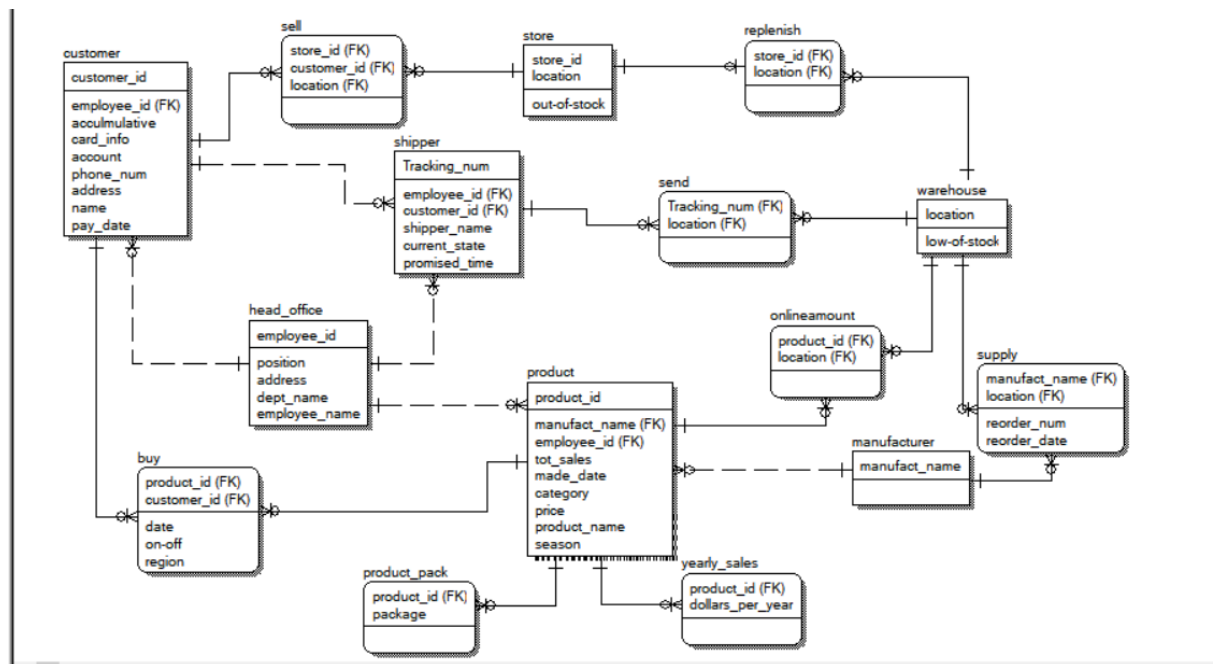 sell
store_id (FK)
customer_id (FK)
location (FK)
store
store_id
location
out-of-stock
replenish
store_id (FK)
location (FK)
customer
customer_id
employee_id (FK)
acculmulative
card_info
account
phone_num
address
name
pay_date
shipper
Tracking_num
employee_id (FK)
customer_id (FK)
shipper_name
current_state
promised_time
send
Tracking_num (FK)
location (FK)
warehouse
location
low-of-stock
head_office
employee_id
position
address
dept_name
employee_name
onlineamount
product_id (FK)
location (FK)
supply
manufact_name (FK)
location (FK)
reorder_num
reorder_date
product
product_id
manufact_name (FK)
employee_id (FK)
tot_sales
made_date
category
price
product_name
season
manufacturer
manufact_name
buy
product_id (FK)
customer_id (FK)
date
on-off
region
product_pack
product_id (FK)
package
yearly_sales
product_id (FK)
dollars_per_year